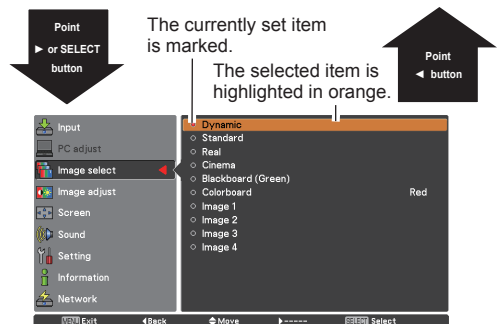 Point
► or SELECT
button
The currently set item
is marked.
The selected item is
highlighted in orange.
Point
◄ button
Input
PC adjust
Image select
Image adjust
Screen
Sound
Setting
Information
Network
Dynamic
Standard
Real
Cinema
Blackboard (Green)
Colorboard Red
Image 1
Image 2
Image 3
Image 4
MENU Exit ◄Back Move ►----- SELECT Select